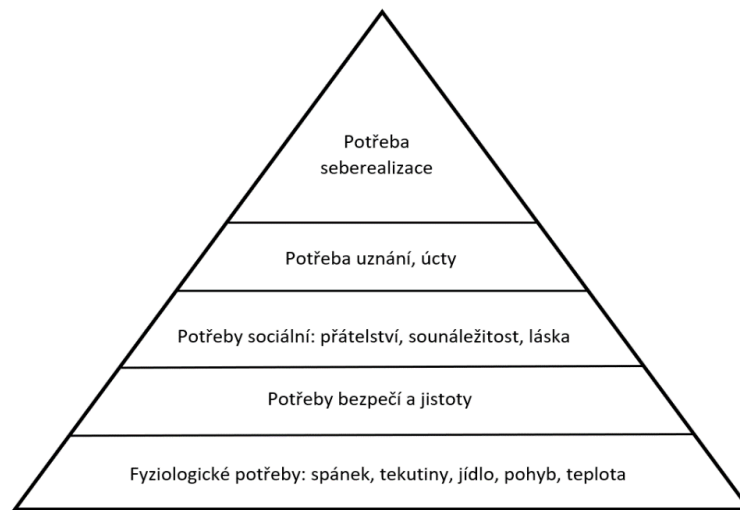 Potřeba
seberealizace
Potřeba uznání, úcty
Potřeby sociální: přátelství, sounáležitost, láska
Potřeby bezpečí a jistoty
Fyziologické potřeby: spánek, tekutiny, jídlo, pohyb, teplota